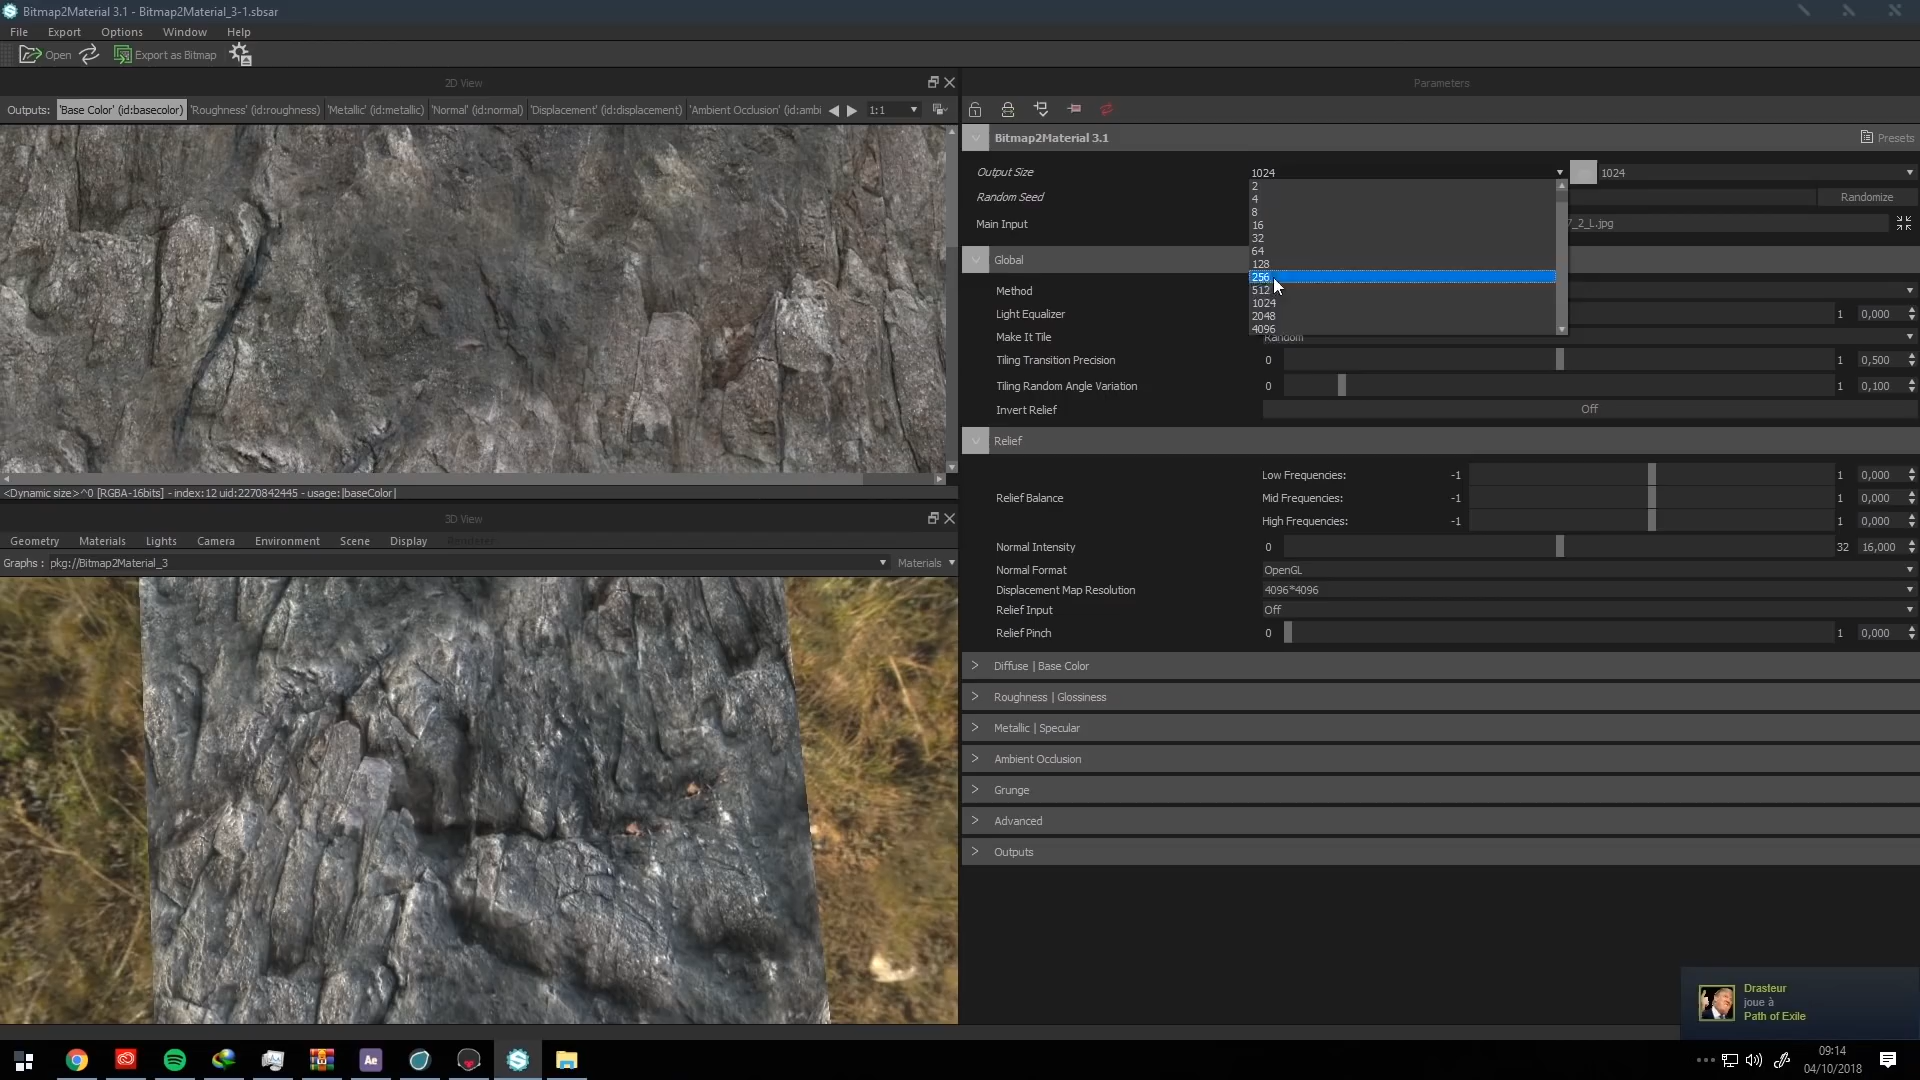 Bitmap2Material 3.1 - Bitmap2Material_3-1.sbsar
File Export Options Window Help
Open Export as Bitmap
2D View
Parameters
Outputs: 'Base Color' (id:basecolor) 'Roughness' (id:roughness) 'Metallic' (id:metallic) 'Normal' (id:normal) 'Displacement' (id:displacement) 'Ambient Occlusion' (id:ambi 1:1
Bitmap2Material 3.1 Presets
Output Size 1024 1024
2
4
8
16
32
64
128
256
512
1024
2048
4096
Random Seed Randomize
Main Input 7_2_L.jpg
Global
Method
Light Equalizer 1 0,000
Make It Tile Random
Tiling Transition Precision 0 1 0,500
Tiling Random Angle Variation 0 1 0,100
Invert Relief Off
Relief
Relief Balance
Low Frequencies: -1 1 0,000
Mid Frequencies: -1 1 0,000
High Frequencies: -1 1 0,000
Normal Intensity 0 32 16,000
Normal Format OpenGL
Displacement Map Resolution 4096*4096
Relief Input Off
Relief Pinch 0 1 0,000
Diffuse | Base Color
Roughness | Glossiness
Metallic | Specular
Ambient Occlusion
Grunge
Advanced
Outputs
<Dynamic size>^0 [RGBA-16bits] - index:12 uid:2270842445 - usage:|baseColor|
3D View
Geometry Materials Lights Camera Environment Scene Display Renderer
Graphs : pkg://Bitmap2Material_3 Materials
Drasteur
joue à
Path of Exile
Ae
09:14
04/10/2018